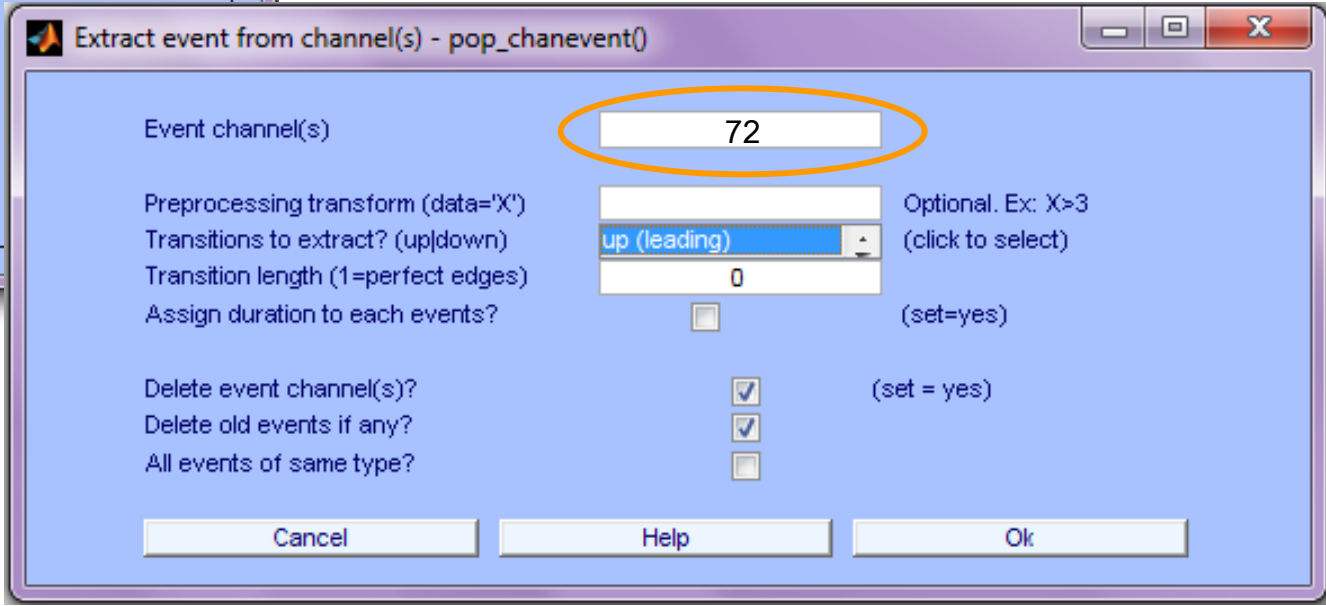 Extract event from channel(s) - pop_chanevent()
Event channel(s) 72
Preprocessing transform (data='X') Optional. Ex: X>3
Transitions to extract? (up|down) up (leading) (click to select)
Transition length (1=perfect edges) 0
Assign duration to each events? (set=yes)
Delete event channel(s)? (set = yes)
Delete old events if any?
All events of same type?
Cancel Help Ok